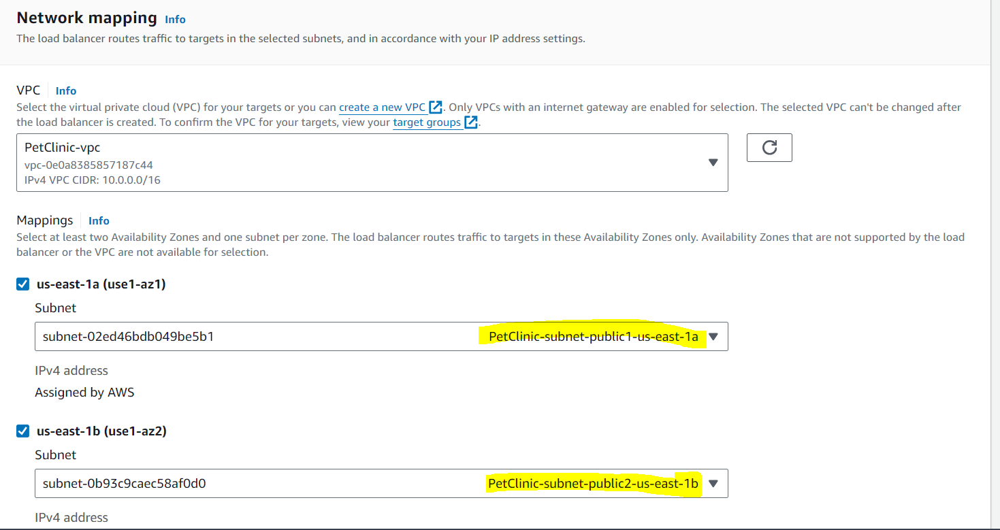 Network mapping Info
The load balancer routes traffic to targets in the selected subnets, and in accordance with your IP address settings.
VPC Info
Select the virtual private cloud (VPC) for your targets or you can create a new VPC. Only VPCs with an internet gateway are enabled for selection. The selected VPC can't be changed after
the load balancer is created. To confirm the VPC for your targets, view your target groups.
PetClinic-vpc
vpc-0e0a8385857187c44
IPv4 VPC CIDR: 10.0.0.0/16
Mappings Info
Select at least two Availability Zones and one subnet per zone. The load balancer routes traffic to targets in these Availability Zones only. Availability Zones that are not supported by the load
balancer or the VPC are not available for selection.
us-east-1a (use1-az1)
Subnet
subnet-02ed46bdb049be5b1 PetClinic-subnet-public1-us-east-1a
IPv4 address
Assigned by AWS
us-east-1b (use1-az2)
Subnet
subnet-0b93c9caec58af0d0 PetClinic-subnet-public2-us-east-1b
IPv4 address